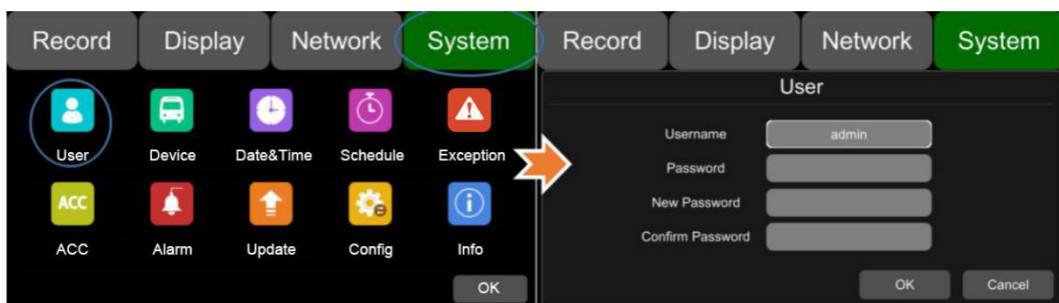 Record Display Network System
User Device Date&Time Schedule Exception
ACC
ACC Alarm Update Config Info
OK
Record Display Network System
User
Username admin
Password
New Password
Confirm Password
OK Cancel